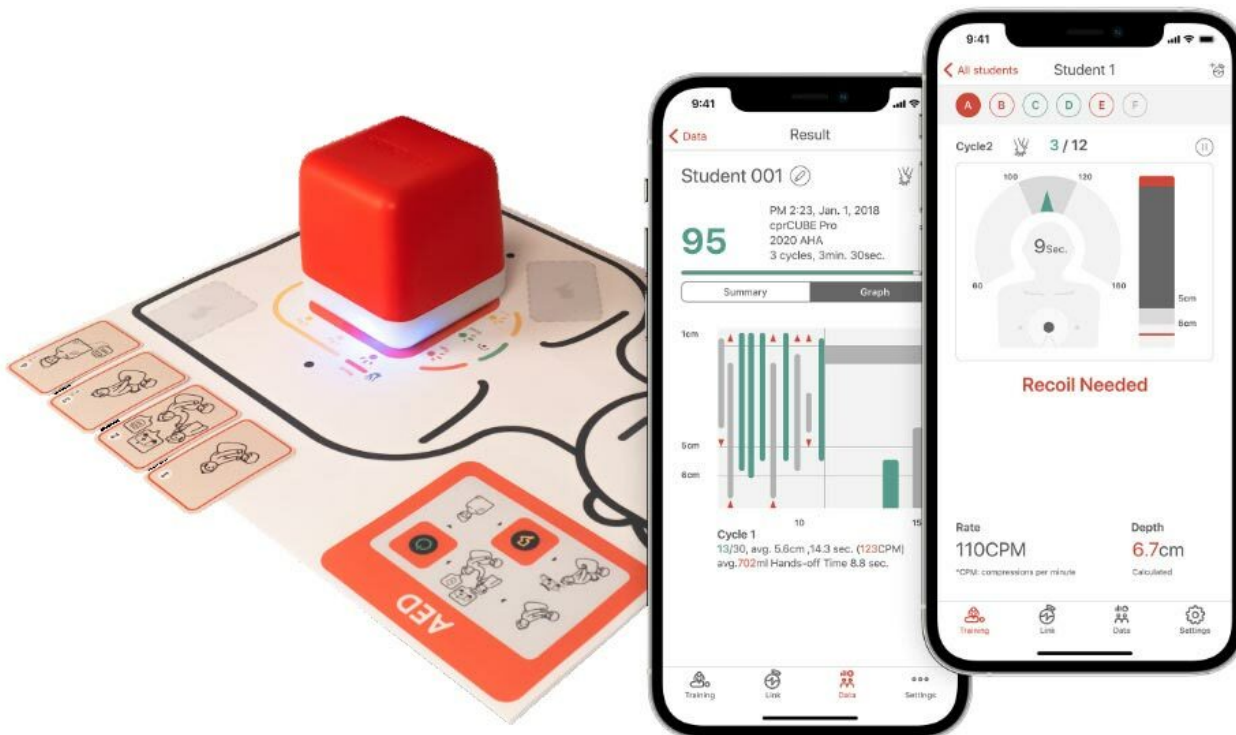 AED
9:41
Data
Result
Student 001
95
PM 2:23, Jan. 1, 2018
cprCUBE Pro
2020 AHA
3 cycles, 3min. 30sec.
Summary
Graph
1cm
5cm
6cm
10
15
Cycle 1
13/30, avg. 5.6cm ,14.3 sec. (123CPM)
avg.702ml Hands-off Time 8.8 sec.
Training
Link
Data
Settings
9:41
All students
Student 1
A B C D E F
Cycle2
3 / 12
100
120
9Sec.
60
5cm
6cm
Recoil Needed
Rate
110CPM
*CPM: compressions per minute
Depth
6.7cm
Calculated
Training
Link
Data
Settings